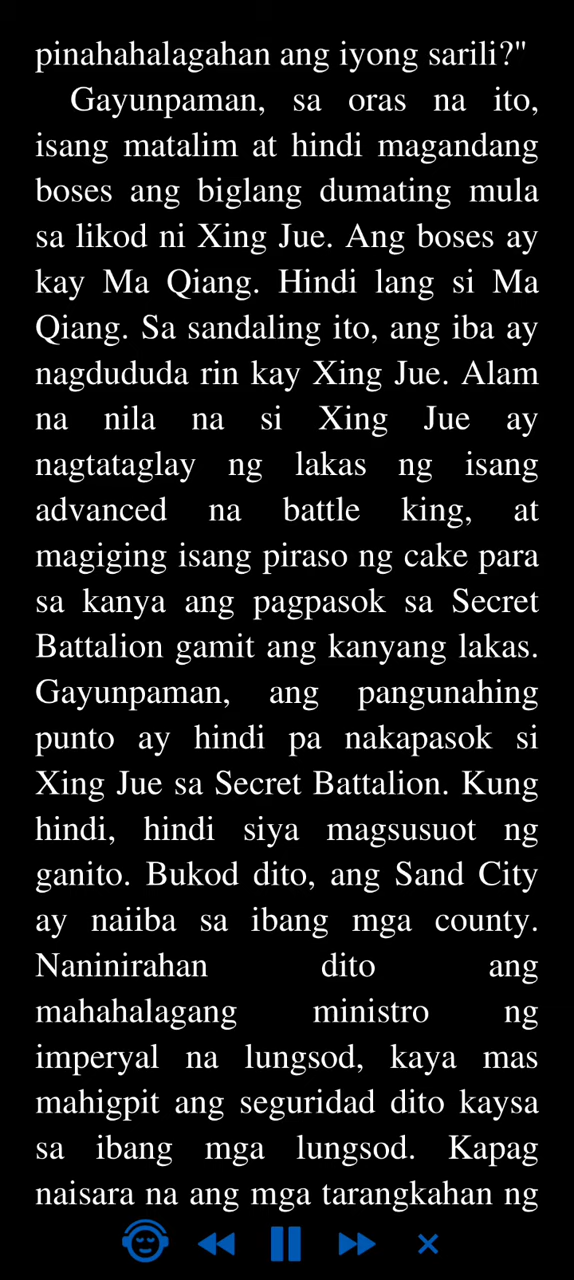 pinahahalagahan ang iyong sarili?"
Gayunpaman, sa oras na ito,
isang matalim at hindi magandang
boses ang biglang dumating mula
sa likod ni Xing Jue. Ang boses ay
kay Ma Qiang. Hindi lang si Ma
Qiang. Sa sandaling ito, ang iba ay
nagdududa rin kay Xing Jue. Alam
na nila na si Xing Jue ay
nagtataglay ng lakas ng isang
advanced na battle king, at
magiging isang piraso ng cake para
sa kanya ang pagpasok sa Secret
Battalion gamit ang kanyang lakas.
Gayunpaman, ang pangunahing
punto ay hindi pa nakapasok si
Xing Jue sa Secret Battalion. Kung
hindi, hindi siya magsusuot ng
ganito. Bukod dito, ang Sand City
ay naiiba sa ibang mga county.
Naninirahan dito ang
mahahalagang ministro ng
imperyal na lungsod, kaya mas
mahigpit ang seguridad dito kaysa
sa ibang mga lungsod. Kapag
naisara na ang mga tarangkahan ng